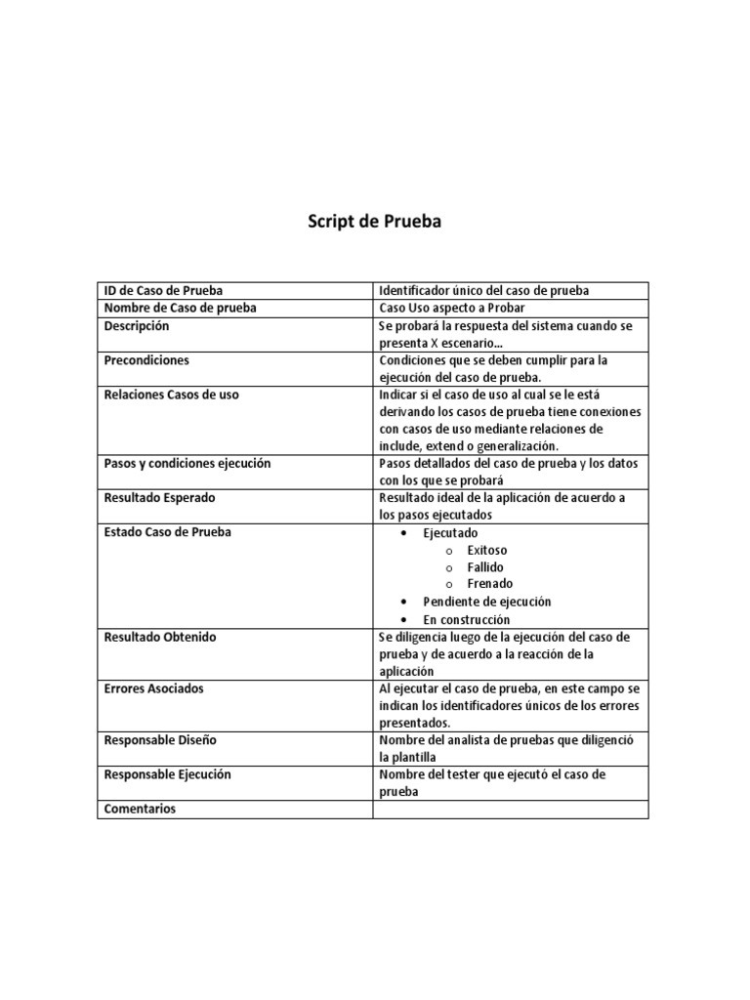 Script de Prueba
ID de Caso de Prueba
Identificador único del caso de prueba
Nombre de Caso de prueba
Caso Uso aspecto a Probar
Descripción
Se probará la respuesta del sistema cuando se
presenta X escenario...
Precondiciones
Condiciones que se deben cumplir para la
ejecución del caso de prueba.
Relaciones Casos de uso
Indicar si el caso de uso al cual se le está
derivando los casos de prueba tiene conexiones
con casos de uso mediante relaciones de
include, extend o generalización.
Pasos y condiciones ejecución
Pasos detallados del caso de prueba y los datos
con los que se probará
Resultado Esperado
Resultado ideal de la aplicación de acuerdo a
los pasos ejecutados
Estado Caso de Prueba
• Ejecutado
o Exitoso
o Fallido
o Frenado
• Pendiente de ejecución
• En construcción
Resultado Obtenido
Se diligencia luego de la ejecución del caso de
prueba y de acuerdo a la reacción de la
aplicación
Errores Asociados
Al ejecutar el caso de prueba, en este campo se
indican los identificadores únicos de los errores
presentados.
Responsable Diseño
Nombre del analista de pruebas que diligenció
la plantilla
Responsable Ejecución
Nombre del tester que ejecutó el caso de
prueba
Comentarios